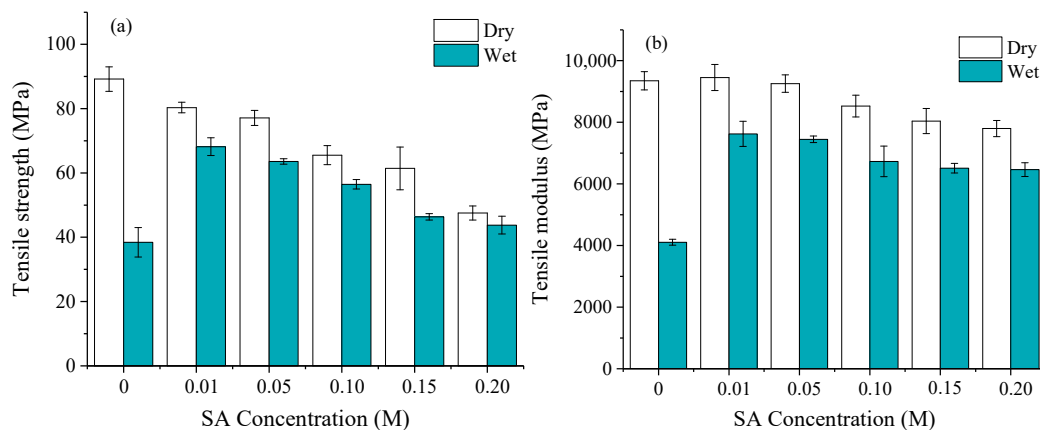 (a)
Dry
Wet
100
80
60
40
20
0
Tensile strength (MPa)
0 0.01 0.05 0.10 0.15 0.20
SA Concentration (M)
(b)
Dry
Wet
10,000
8000
6000
4000
2000
0
Tensile modulus (MPa)
0 0.01 0.05 0.10 0.15 0.20
SA Concentration (M)